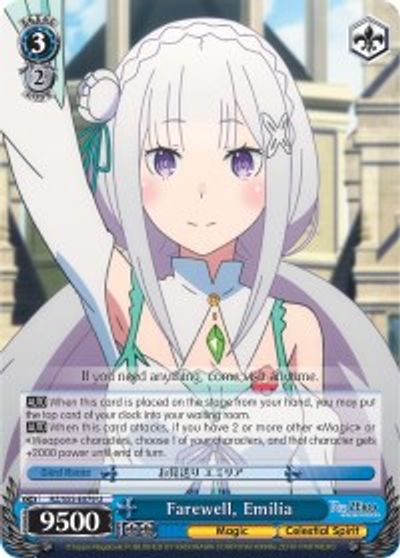 3
2
If you need anything, come visit anytime.
AUTO When this card is placed on the stage from your hand, you may put
the top card of your clock into your waiting room.
AUTO When this card attacks, if you have 2 or more other «Magic» or
«Weapon» characters, choose 1 of your characters, and that character gets
+2000 power until end of turn.
Card Name お見送り エミリア
9500
Farewell, Emilia
Magic
Celestial Spirit